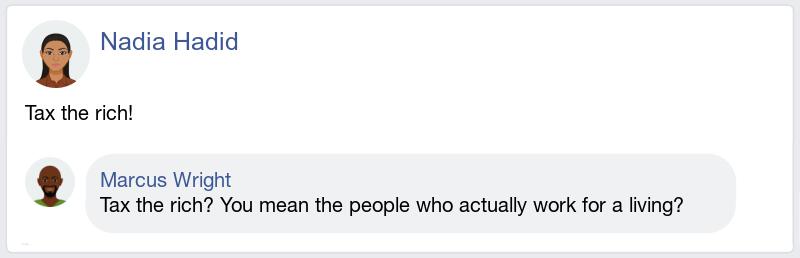 Nadia Hadid
Tax the rich!
Marcus Wright
Tax the rich? You mean the people who actually work for a living?